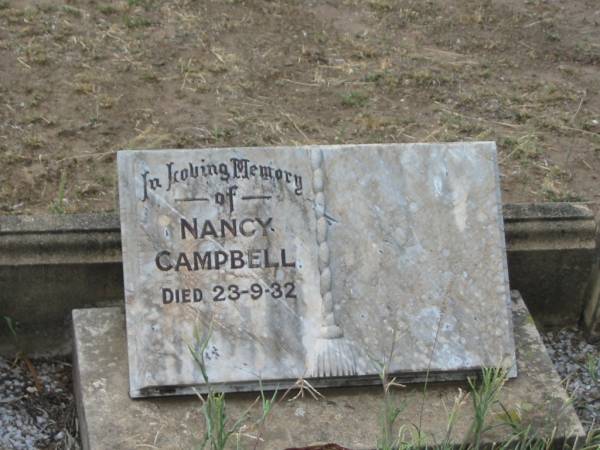 In Loving Memory
of
NANCY
CAMPBELL
DIED 23-9-32